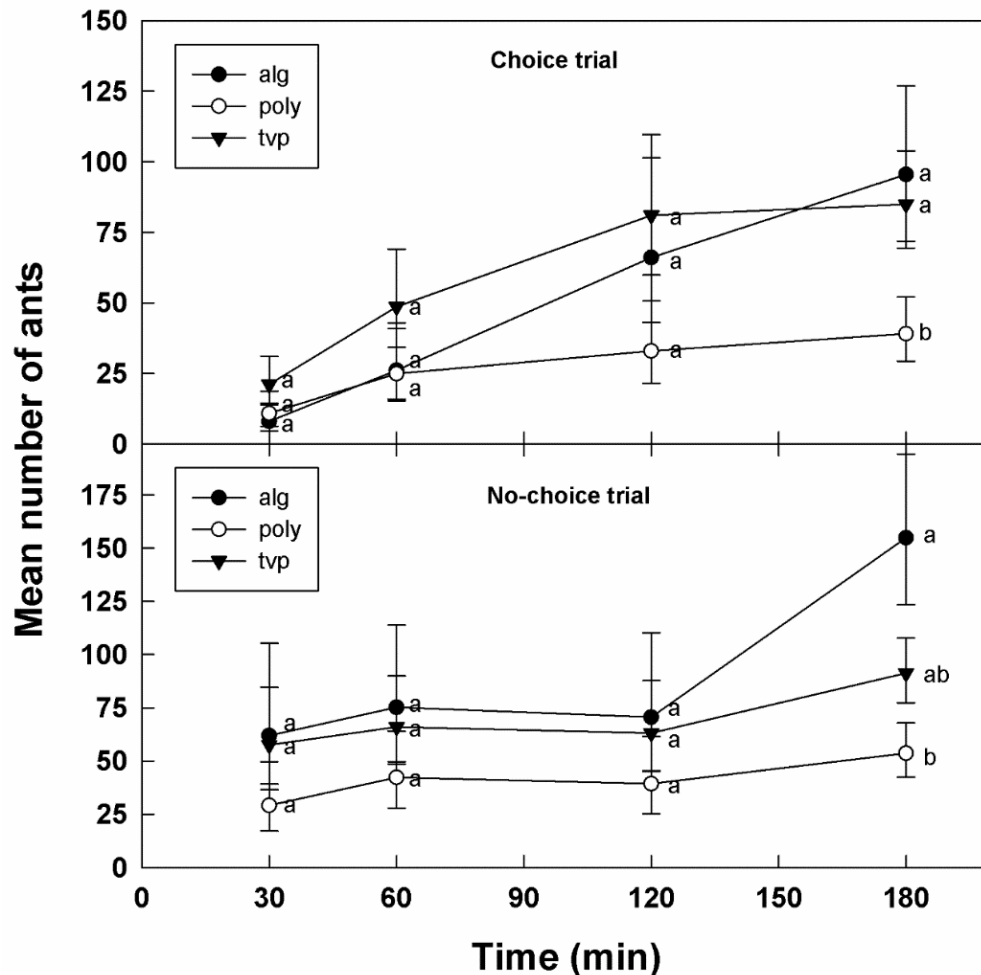 Mean number of ants
150
125
100
75
50
25
0
Choice trial
alg
poly
tvp
a
a
a
a
a
a
a
a
a
a
a
b
175
150
125
100
75
50
25
0
No-choice trial
alg
poly
tvp
a
a
a
a
a
a
a
a
a
a
ab
b
0
30
60
90
120
150
180
Time (min)